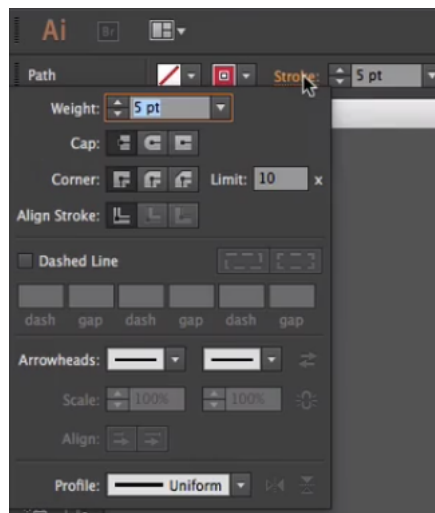 Ai Br
Path Stroke: 5 pt
Weight: 5 pt
Cap:
Corner: Limit: 10 x
Align Stroke:
Dashed Line
dash gap dash gap dash gap
Arrowheads:
Scale: 100% 100%
Align:
Profile: Uniform